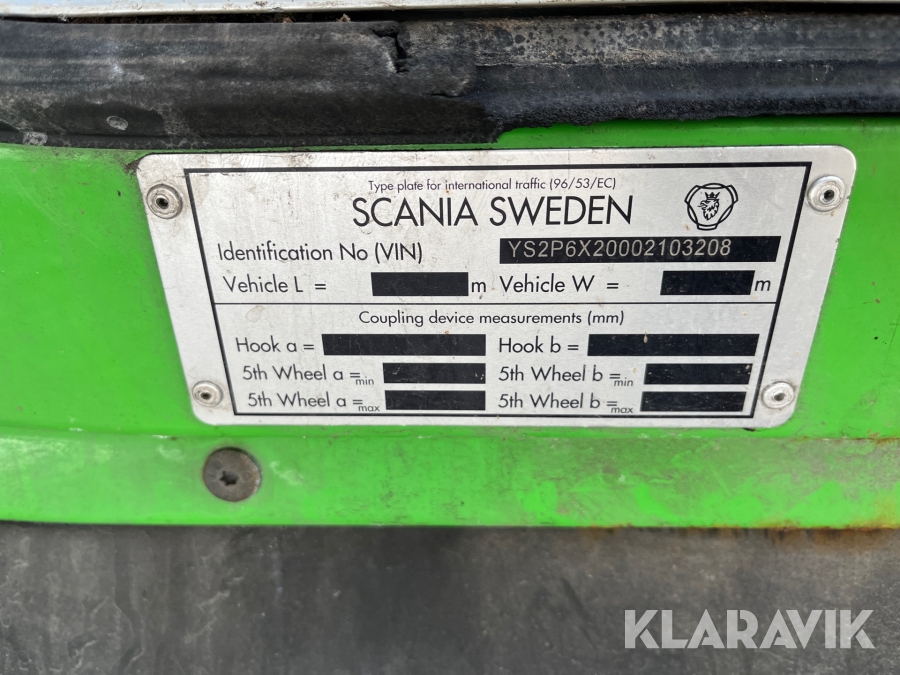 Type plate for international traffic (96/53/EC)
SCANIA SWEDEN
Identification No (VIN) YS2P6X20002103208
Vehicle L = m Vehicle W = m
Coupling device measurements (mm)
Hook a = Hook b =
5th Wheel a = min 5th Wheel b = min
5th Wheel a = max 5th Wheel b = max
KLARAVIK